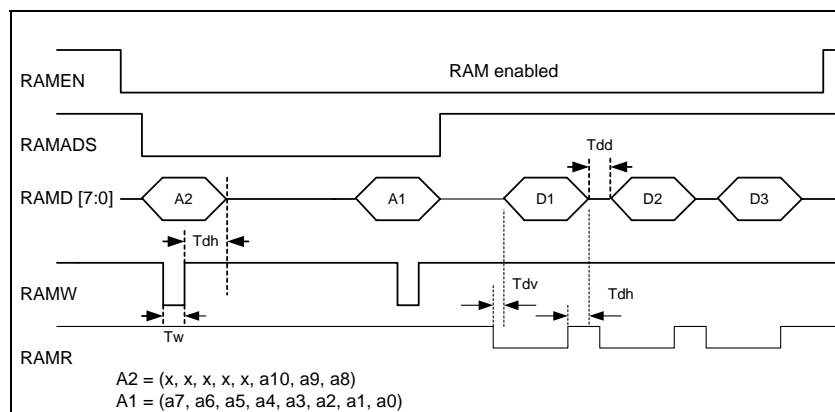 RAMEN
RAM enabled
RAMADS
Tdd
RAMD [7:0]
A2
A1
D1
D2
D3
Tdh
RAMW
Tdv
Tdh
Tw
RAMR
A2 = (x, x, x, x, x, a10, a9, a8)
A1 = (a7, a6, a5, a4, a3, a2, a1, a0)